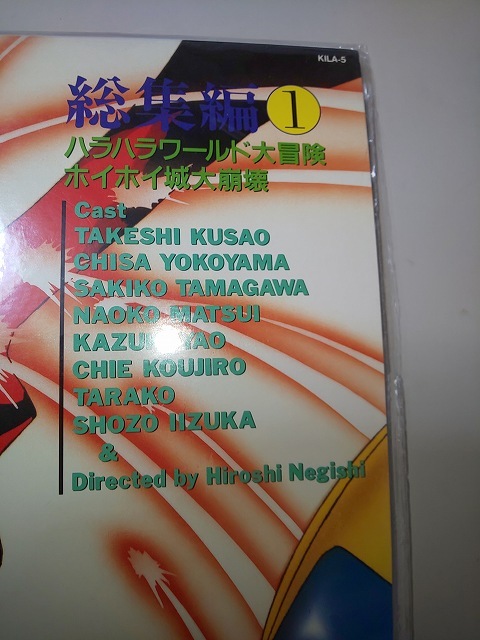 KILA-5
総集編 1
ハラハラワールド大冒険
ホイホイ城大崩壊
Cast
TAKESHI KUSAO
CHISA YOKOYAMA
SAKIKO TAMAGAWA
NAOKO MATSUI
CHIE KOUJIRO
TARAKO
SHOZO IIZUKA
&
Directed by Hiroshi Negishi